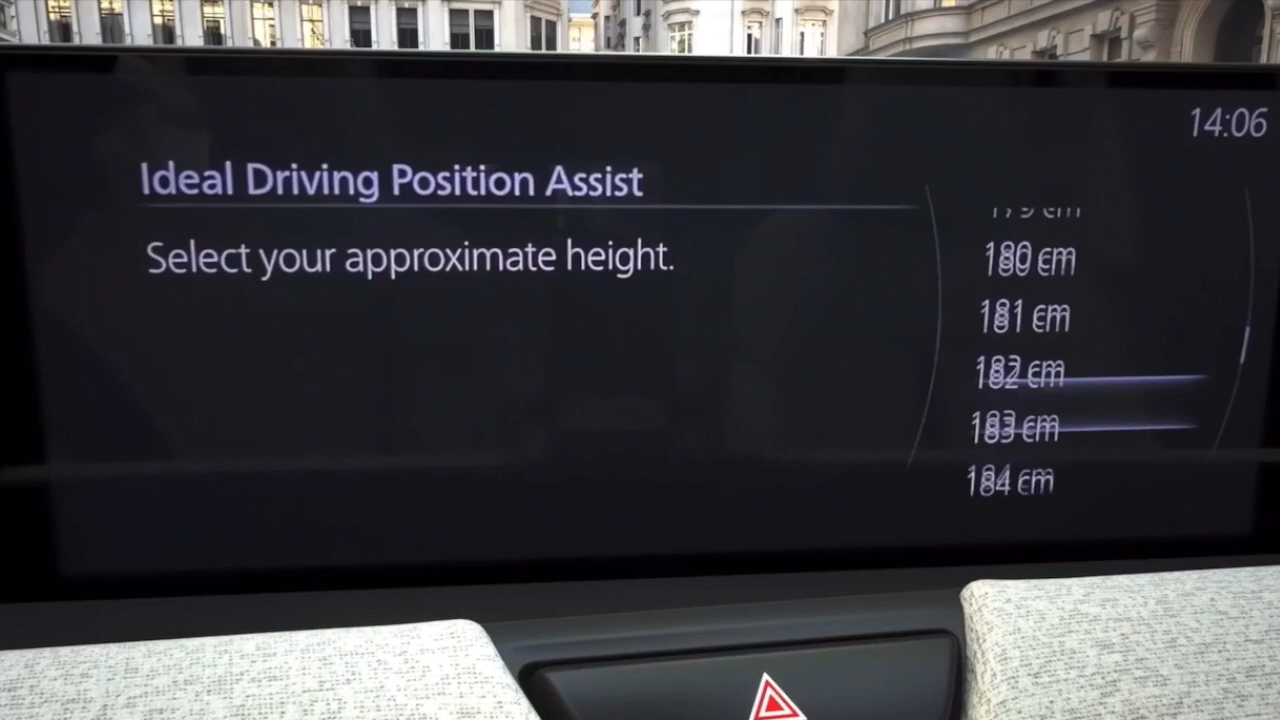 14:06
Ideal Driving Position Assist
Select your approximate height.
180 cm
181 cm
182 cm
183 cm
184 cm